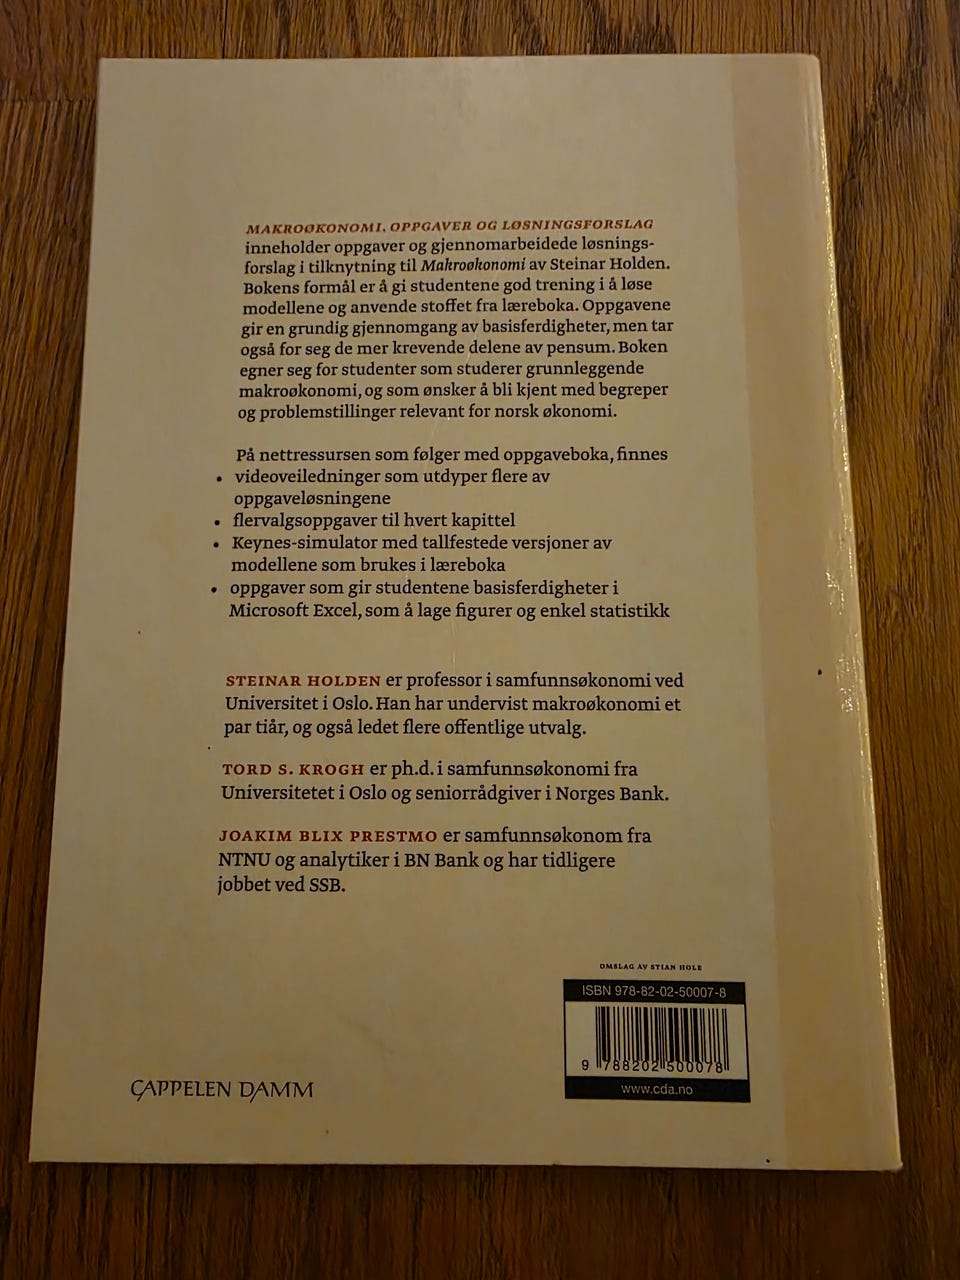 MAKROØKONOMI. OPPGAVER OG LØSNINGSFORSLAG
inneholder oppgaver og gjennomarbeidede løsnings-
forslag i tilknytning til Makroøkonomi av Steinar Holden.
Bokens formål er å gi studentene god trening i å løse
modellene og anvende stoffet fra læreboka. Oppgavene
gir en grundig gjennomgang av basisferdigheter, men tar
også for seg de mer krevende delene av pensum. Boken
egner seg for studenter som studerer grunnleggende
makroøkonomi, og som ønsker å bli kjent med begreper
og problemstillinger relevant for norsk økonomi.
På nettressursen som følger med oppgaveboka, finnes
• videoveiledninger som utdyper flere av
oppgaveløsningene
• flervalgsoppgaver til hvert kapittel
• Keynes-simulator med tallfestede versjoner av
modellene som brukes i læreboka
• oppgaver som gir studentene basisferdigheter i
Microsoft Excel, som å lage figurer og enkel statistikk
STEINAR HOLDEN er professor i samfunnsøkonomi ved
Universitet i Oslo. Han har undervist makroøkonomi et
par tiår, og også ledet flere offentlige utvalg.
TORD S. KROGH er ph.d. i samfunnsøkonomi fra
Universitetet i Oslo og seniorrådgiver i Norges Bank.
JOAKIM BLIX PRESTMO er samfunnsøkonom fra
NTNU og analytiker i BN Bank og har tidligere
jobbet ved SSB.
OMSLAG AV STIAN HOLE
ISBN 978-82-02-50007-8
9 788202 500078
www.cda.no
CAPPELEN DAMM